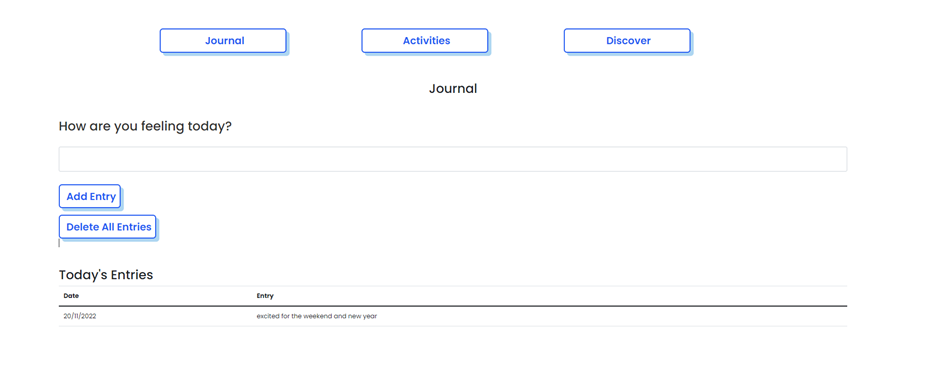 Journal Activities Discover
Journal
How are you feeling today?
Add Entry
Delete All Entries
Today's Entries
Date Entry
20/11/2022 excited for the weekend and new year